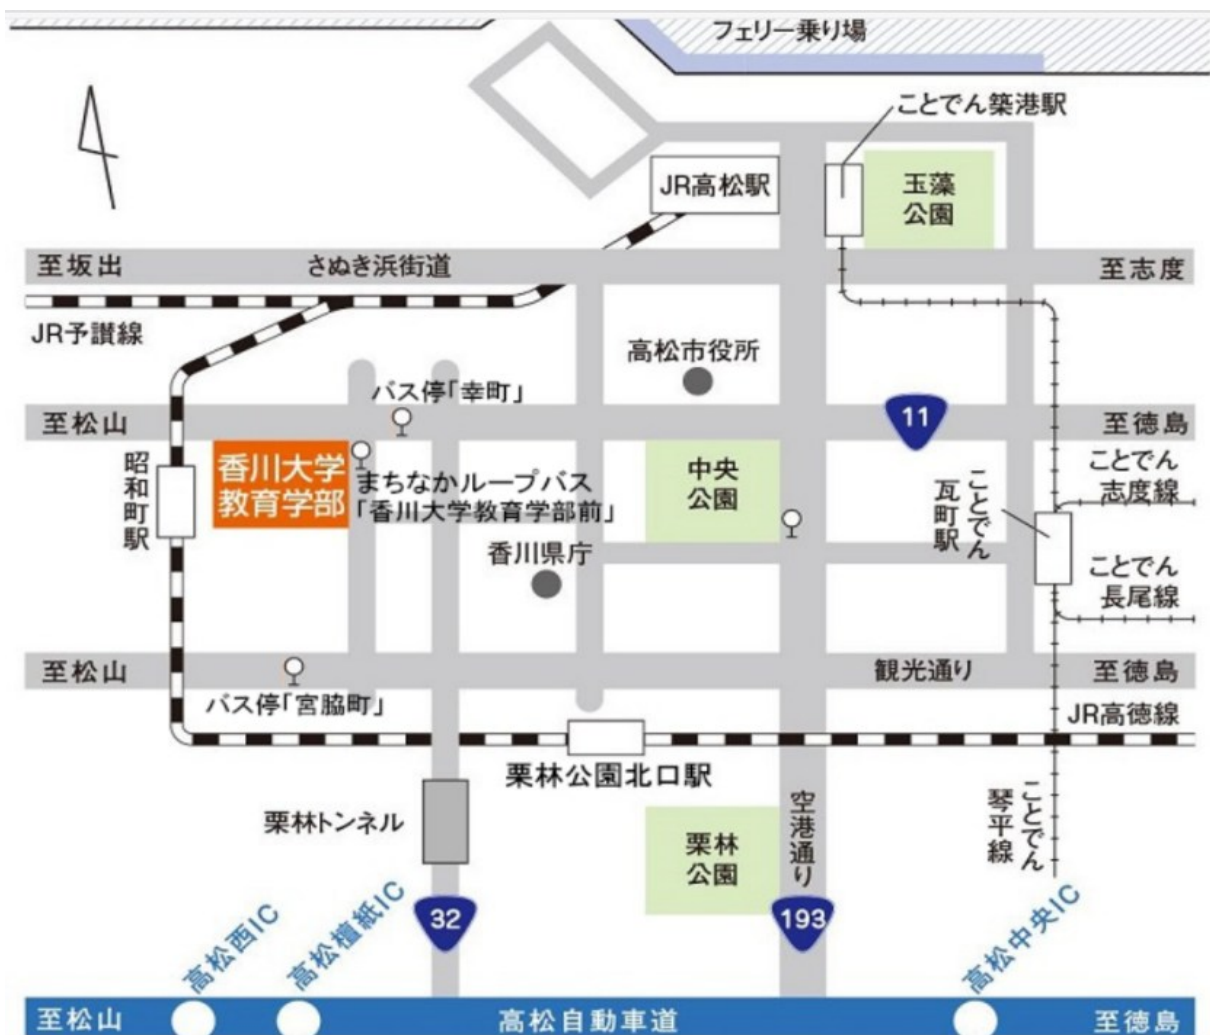 フェリー乗り場
ことでん築港駅
JR高松駅
玉藻
公園
至坂出
さぬき浜街道
至志度
JR予讃線
高松市役所
バス停「幸町」
至松山
11
至徳島
昭和町駅
香川大学
教育学部
まちなかループバス
「香川大学教育学部前」
中央
公園
ことでん
瓦町駅
ことでん
志度線
香川県庁
ことでん
長尾線
至松山
観光通り
至徳島
バス停「宮脇町」
JR高徳線
栗林公園北口駅
栗林トンネル
栗林
公園
空港通り
ことでん
琴平線
32
193
高松西IC
高松檀紙IC
高松中央IC
至松山
高松自動車道
至徳島